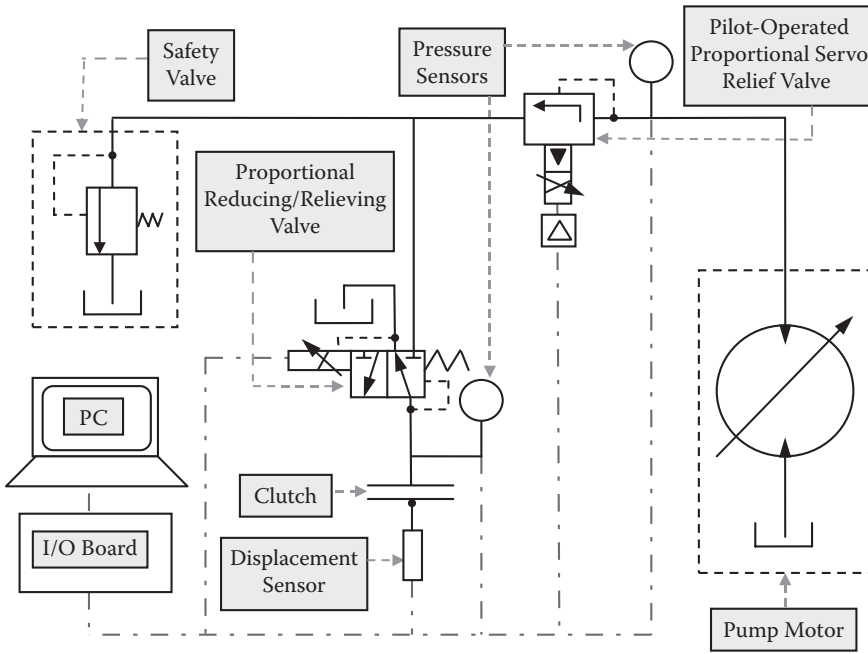 Safety
Valve
Pressure
Sensors
Pilot-Operated
Proportional Servo
Relief Valve
Proportional
Reducing/Relieving
Valve
PC
Clutch
I/O Board
Displacement
Sensor
Pump Motor